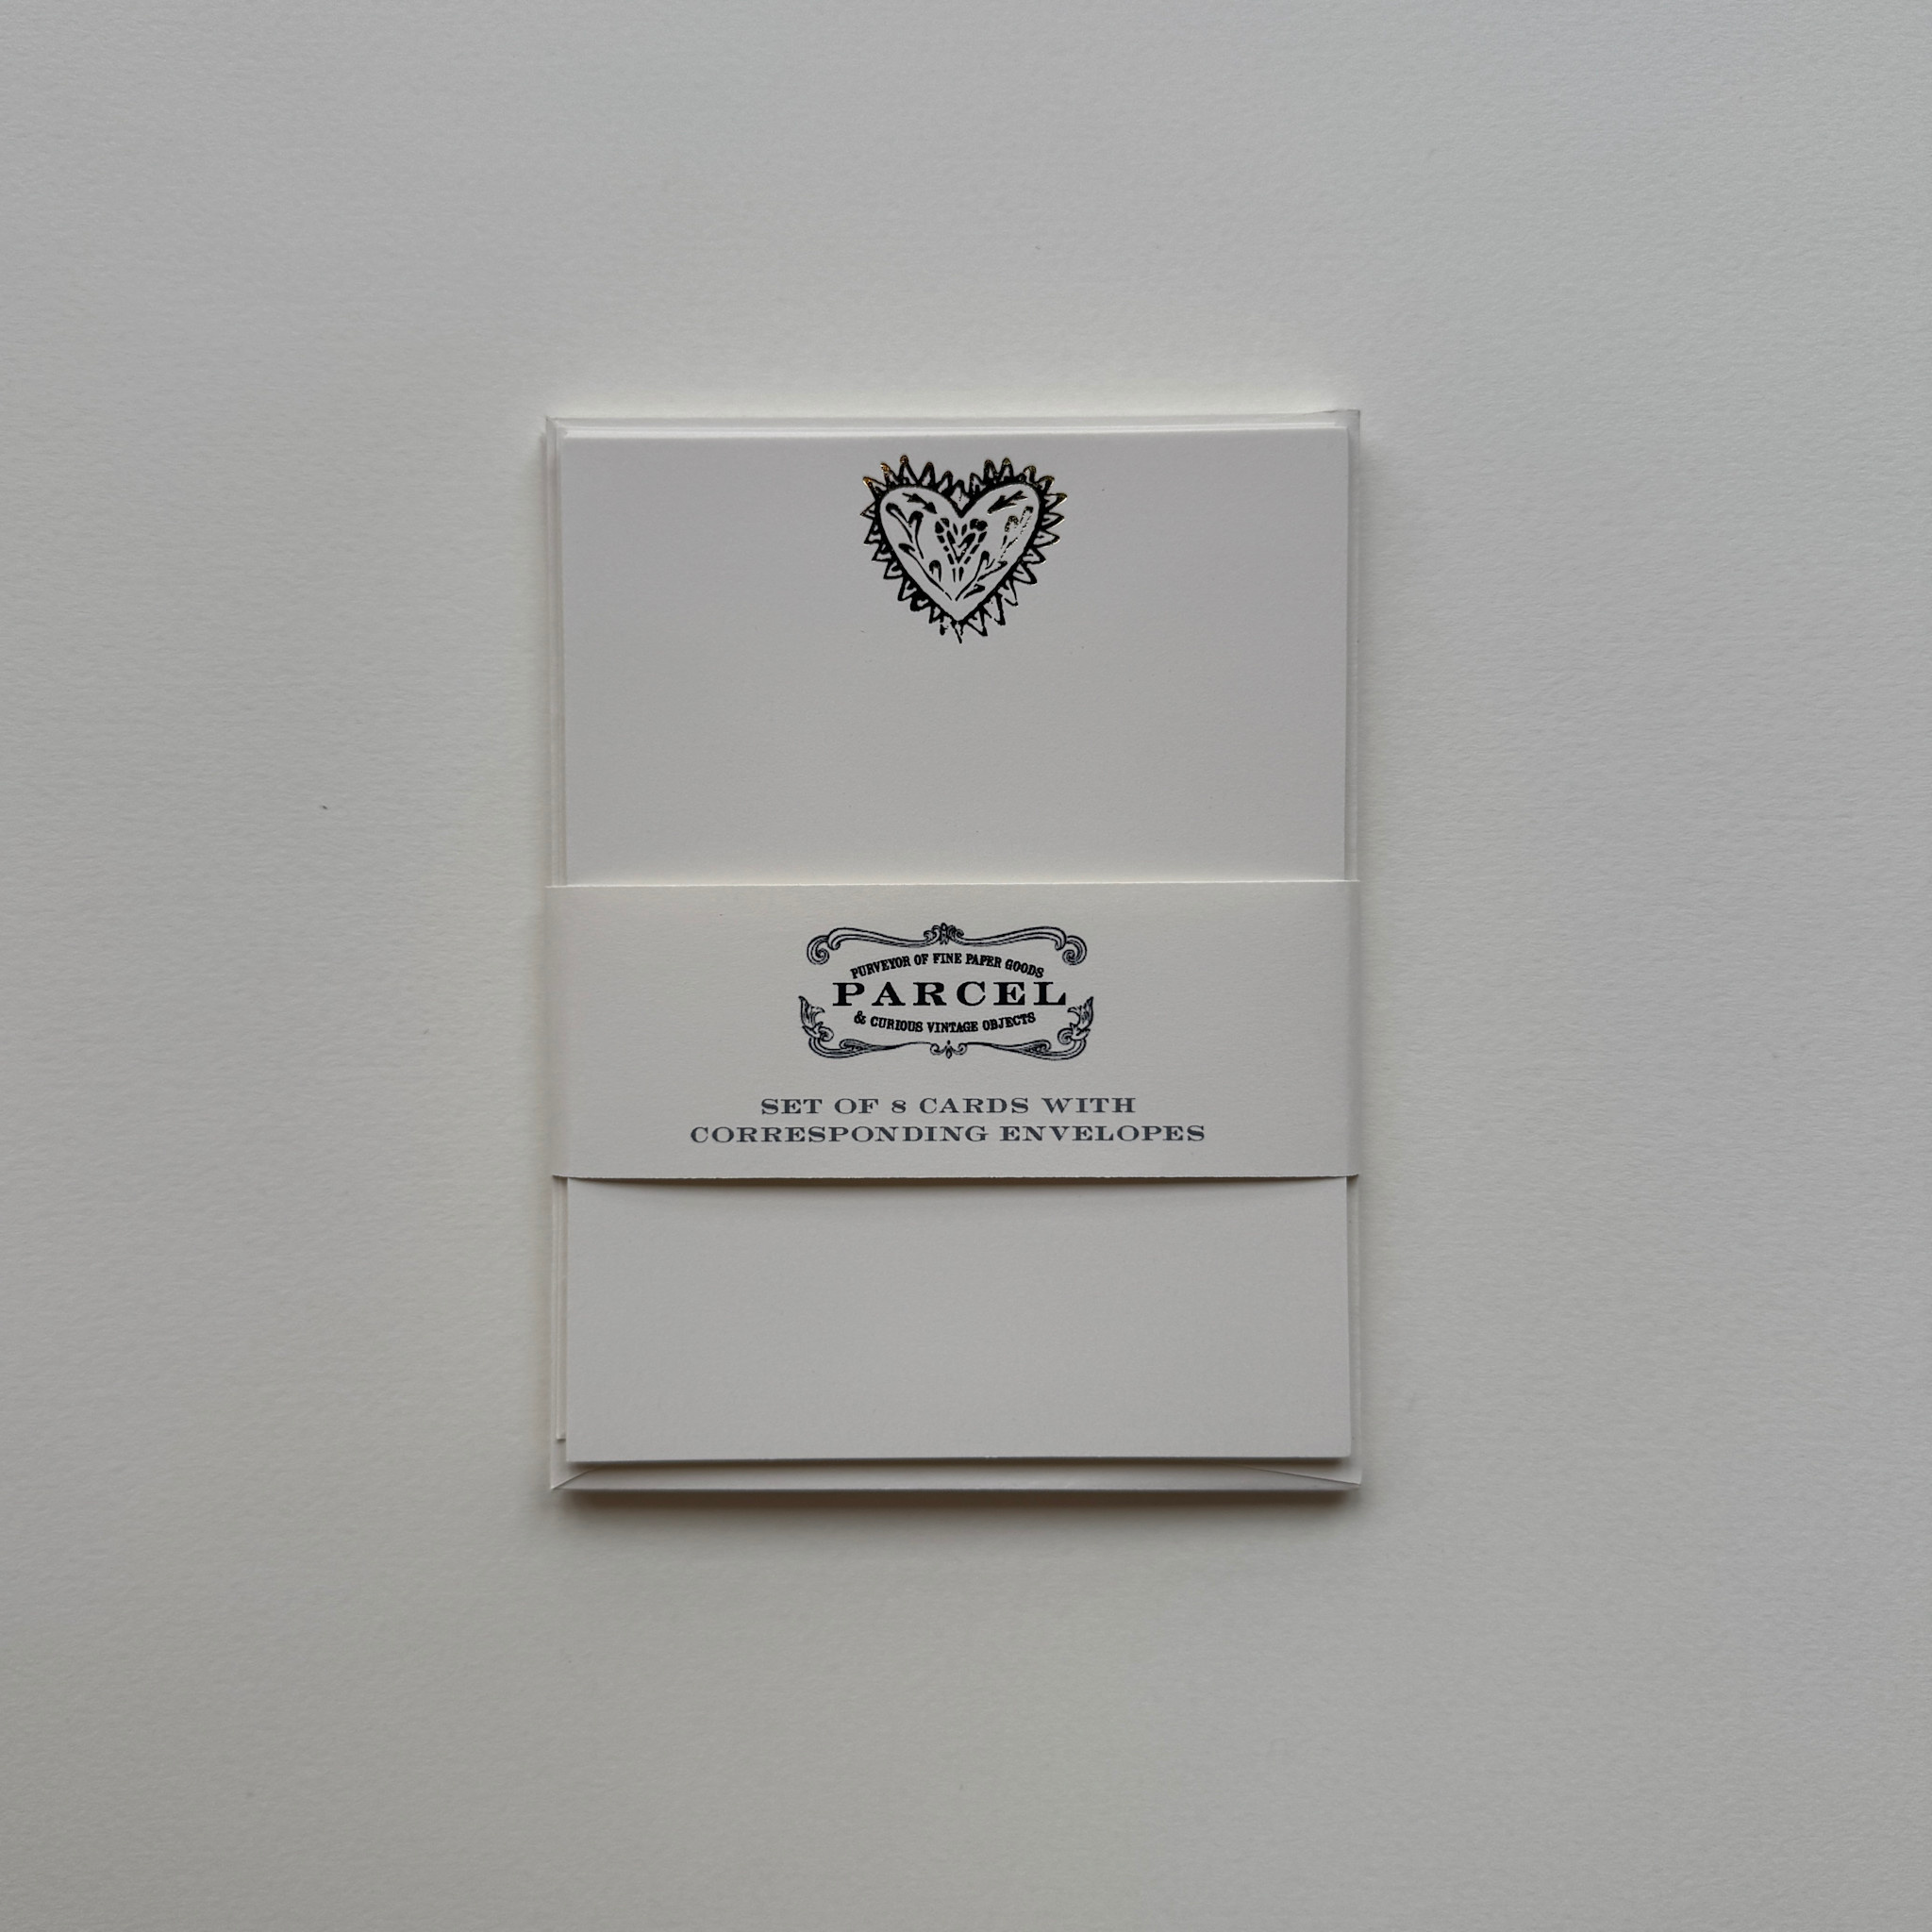 PURVEYOR OF FINE PAPER GOODS
PARCEL
& CURIOUS VINTAGE OBJECTS
SET OF 8 CARDS WITH
CORRESPONDING ENVELOPES